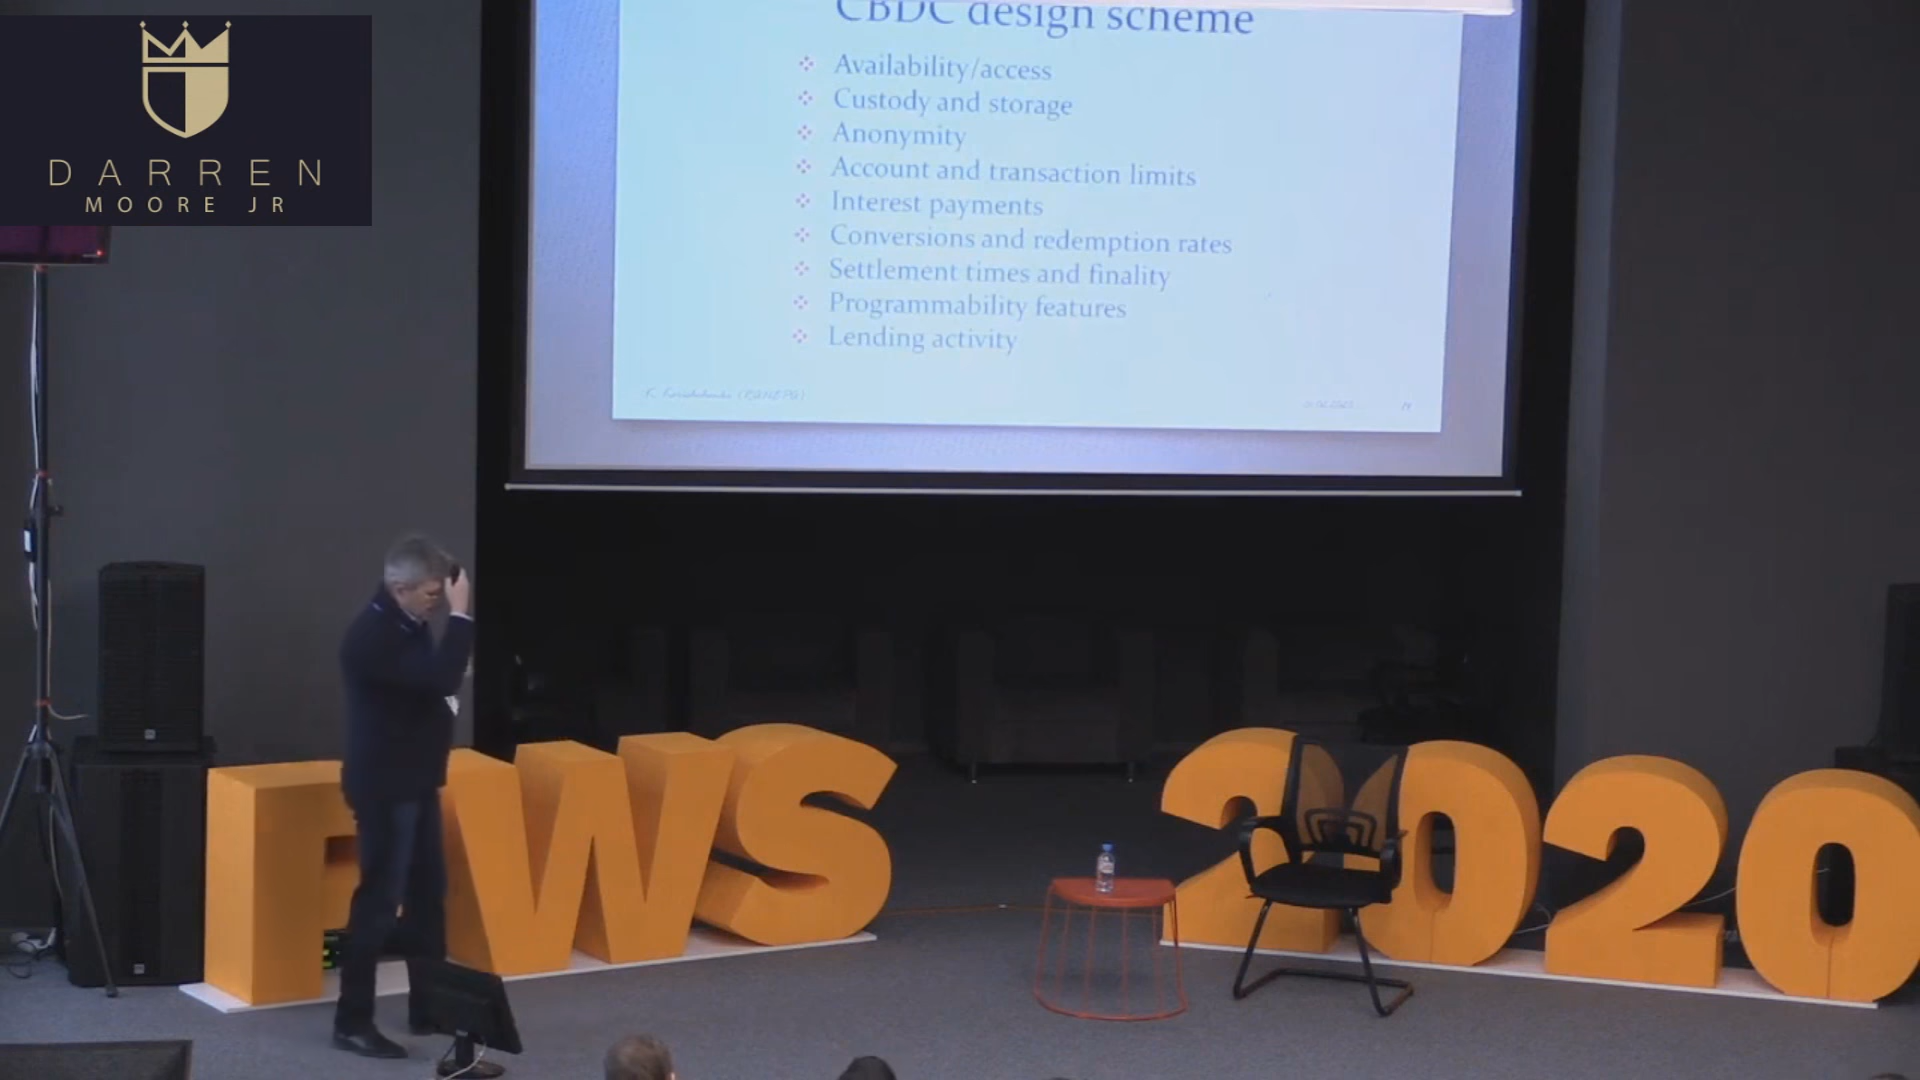 DARREN
MOORE JR
CBDC design scheme
Availability/access
Custody and storage
Anonymity
Account and transaction limits
Interest payments
Conversions and redemption rates
Settlement times and finality
Programmability features
Lending activity
WS 2020